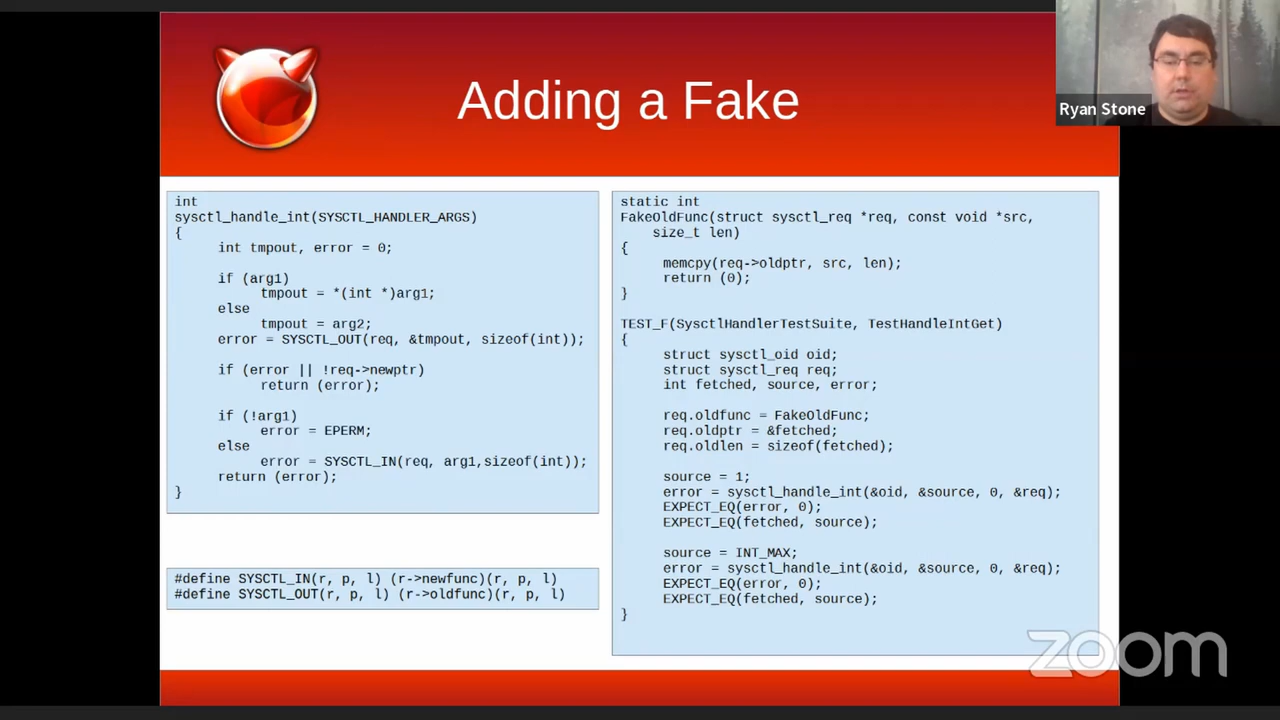 Adding a Fake
Ryan Stone
int
sysctl_handle_int(SYSCTL_HANDLER_ARGS)
{
int tmpout, error = 0;
if (arg1)
tmpout = *(int *)arg1;
else
tmpout = arg2;
error = SYSCTL_OUT(req, &tmpout, sizeof(int));
if (error || !req->newptr)
return (error);
if (!arg1)
error = EPERM;
else
error = SYSCTL_IN(req, arg1,sizeof(int));
return (error);
}
#define SYSCTL_IN(r, p, l) (r->newfunc)(r, p, l)
#define SYSCTL_OUT(r, p, l) (r->oldfunc)(r, p, l)
static int
FakeOldFunc(struct sysctl_req *req, const void *src,
size_t len)
{
memcpy(req->oldptr, src, len);
return (0);
}
TEST_F(SysctlHandlerTestSuite, TestHandleIntGet)
{
struct sysctl_oid oid;
struct sysctl_req req;
int fetched, source, error;
req.oldfunc = FakeOldFunc;
req.oldptr = &fetched;
req.oldlen = sizeof(fetched);
source = 1;
error = sysctl_handle_int(&oid, &source, 0, &req);
EXPECT_EQ(error, 0);
EXPECT_EQ(fetched, source);
source = INT_MAX;
error = sysctl_handle_int(&oid, &source, 0, &req);
EXPECT_EQ(error, 0);
EXPECT_EQ(fetched, source);
}
zoom